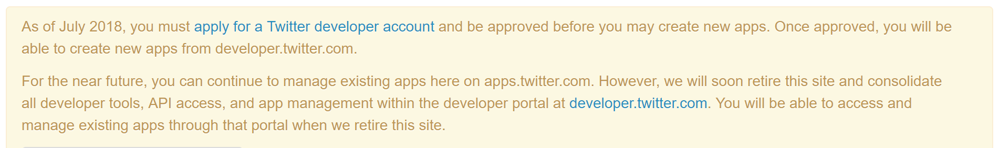 As of July 2018, you must apply for a Twitter developer account and be approved before you may create new apps. Once approved, you will be
able to create new apps from developer.twitter.com.
For the near future, you can continue to manage existing apps here on apps.twitter.com. However, we will soon retire this site and consolidate
all developer tools, API access, and app management within the developer portal at developer.twitter.com. You will be able to access and
manage existing apps through that portal when we retire this site.